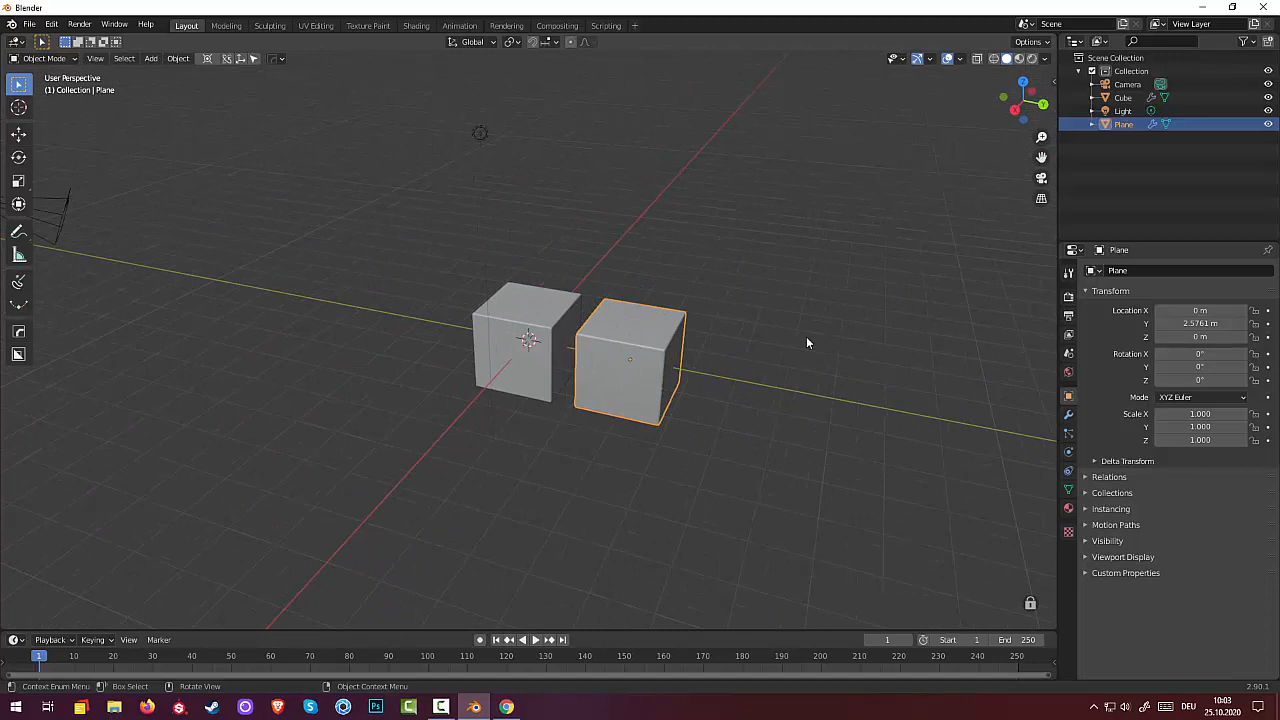 Blender
File Edit Render Window Help Layout Modeling Sculpting UV Editing Texture Paint Shading Animation Rendering Compositing Scripting + Scene View Layer
Global Options
Object Mode View Select Add Object
User Perspective
(1) Collection | Plane
X Y Z
Scene Collection
Collection
Camera
Cube
Light
Plane
Plane
Plane
Transform
Location X 0 m
Y 2.5761 m
Z 0 m
Rotation X 0°
Y 0°
Z 0°
Mode XYZ Euler
Scale X 1.000
Y 1.000
Z 1.000
Delta Transform
Relations
Collections
Instancing
Motion Paths
Visibility
Viewport Display
Custom Properties
Playback Keying View Marker 1 Start 1 End 250
1 10 20 30 40 50 60 70 80 90 100 110 120 130 140 150 160 170 180 190 200 210 220 230 240 250
Context Enum Menu Box Select Rotate View Object Context Menu 2.90.1
DEU 10:03
25.10.2020